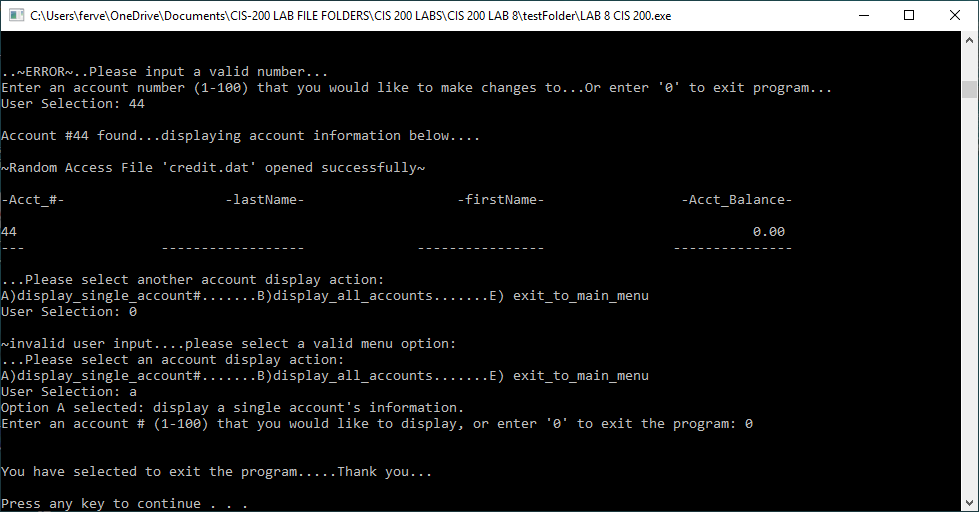 C:\Users\ferve\OneDrive\Documents\CIS-200 LAB FILE FOLDERS\CIS 200 LABS\CIS 200 LAB 8\testFolder\LAB 8 CIS 200.exe
..~ERROR~..Please input a valid number...
Enter an account number (1-100) that you would like to make changes to...Or enter '0' to exit program...
User Selection: 44
Account #44 found...displaying account information below....
~Random Access File 'credit.dat' opened successfully~
-Acct_#-                    -lastName-                   -firstName-                 -Acct_Balance-
44                                                                                            0.00
---                 ------------------              ----------------                ---------------
...Please select another account display action:
A)display_single_account#.......B)display_all_accounts.......E) exit_to_main_menu
User Selection: 0
~invalid user input....please select a valid menu option:
...Please select an account display action:
A)display_single_account#.......B)display_all_accounts.......E) exit_to_main_menu
User Selection: a
Option A selected: display a single account's information.
Enter an account # (1-100) that you would like to display, or enter '0' to exit the program: 0
You have selected to exit the program.....Thank you...
Press any key to continue . . .